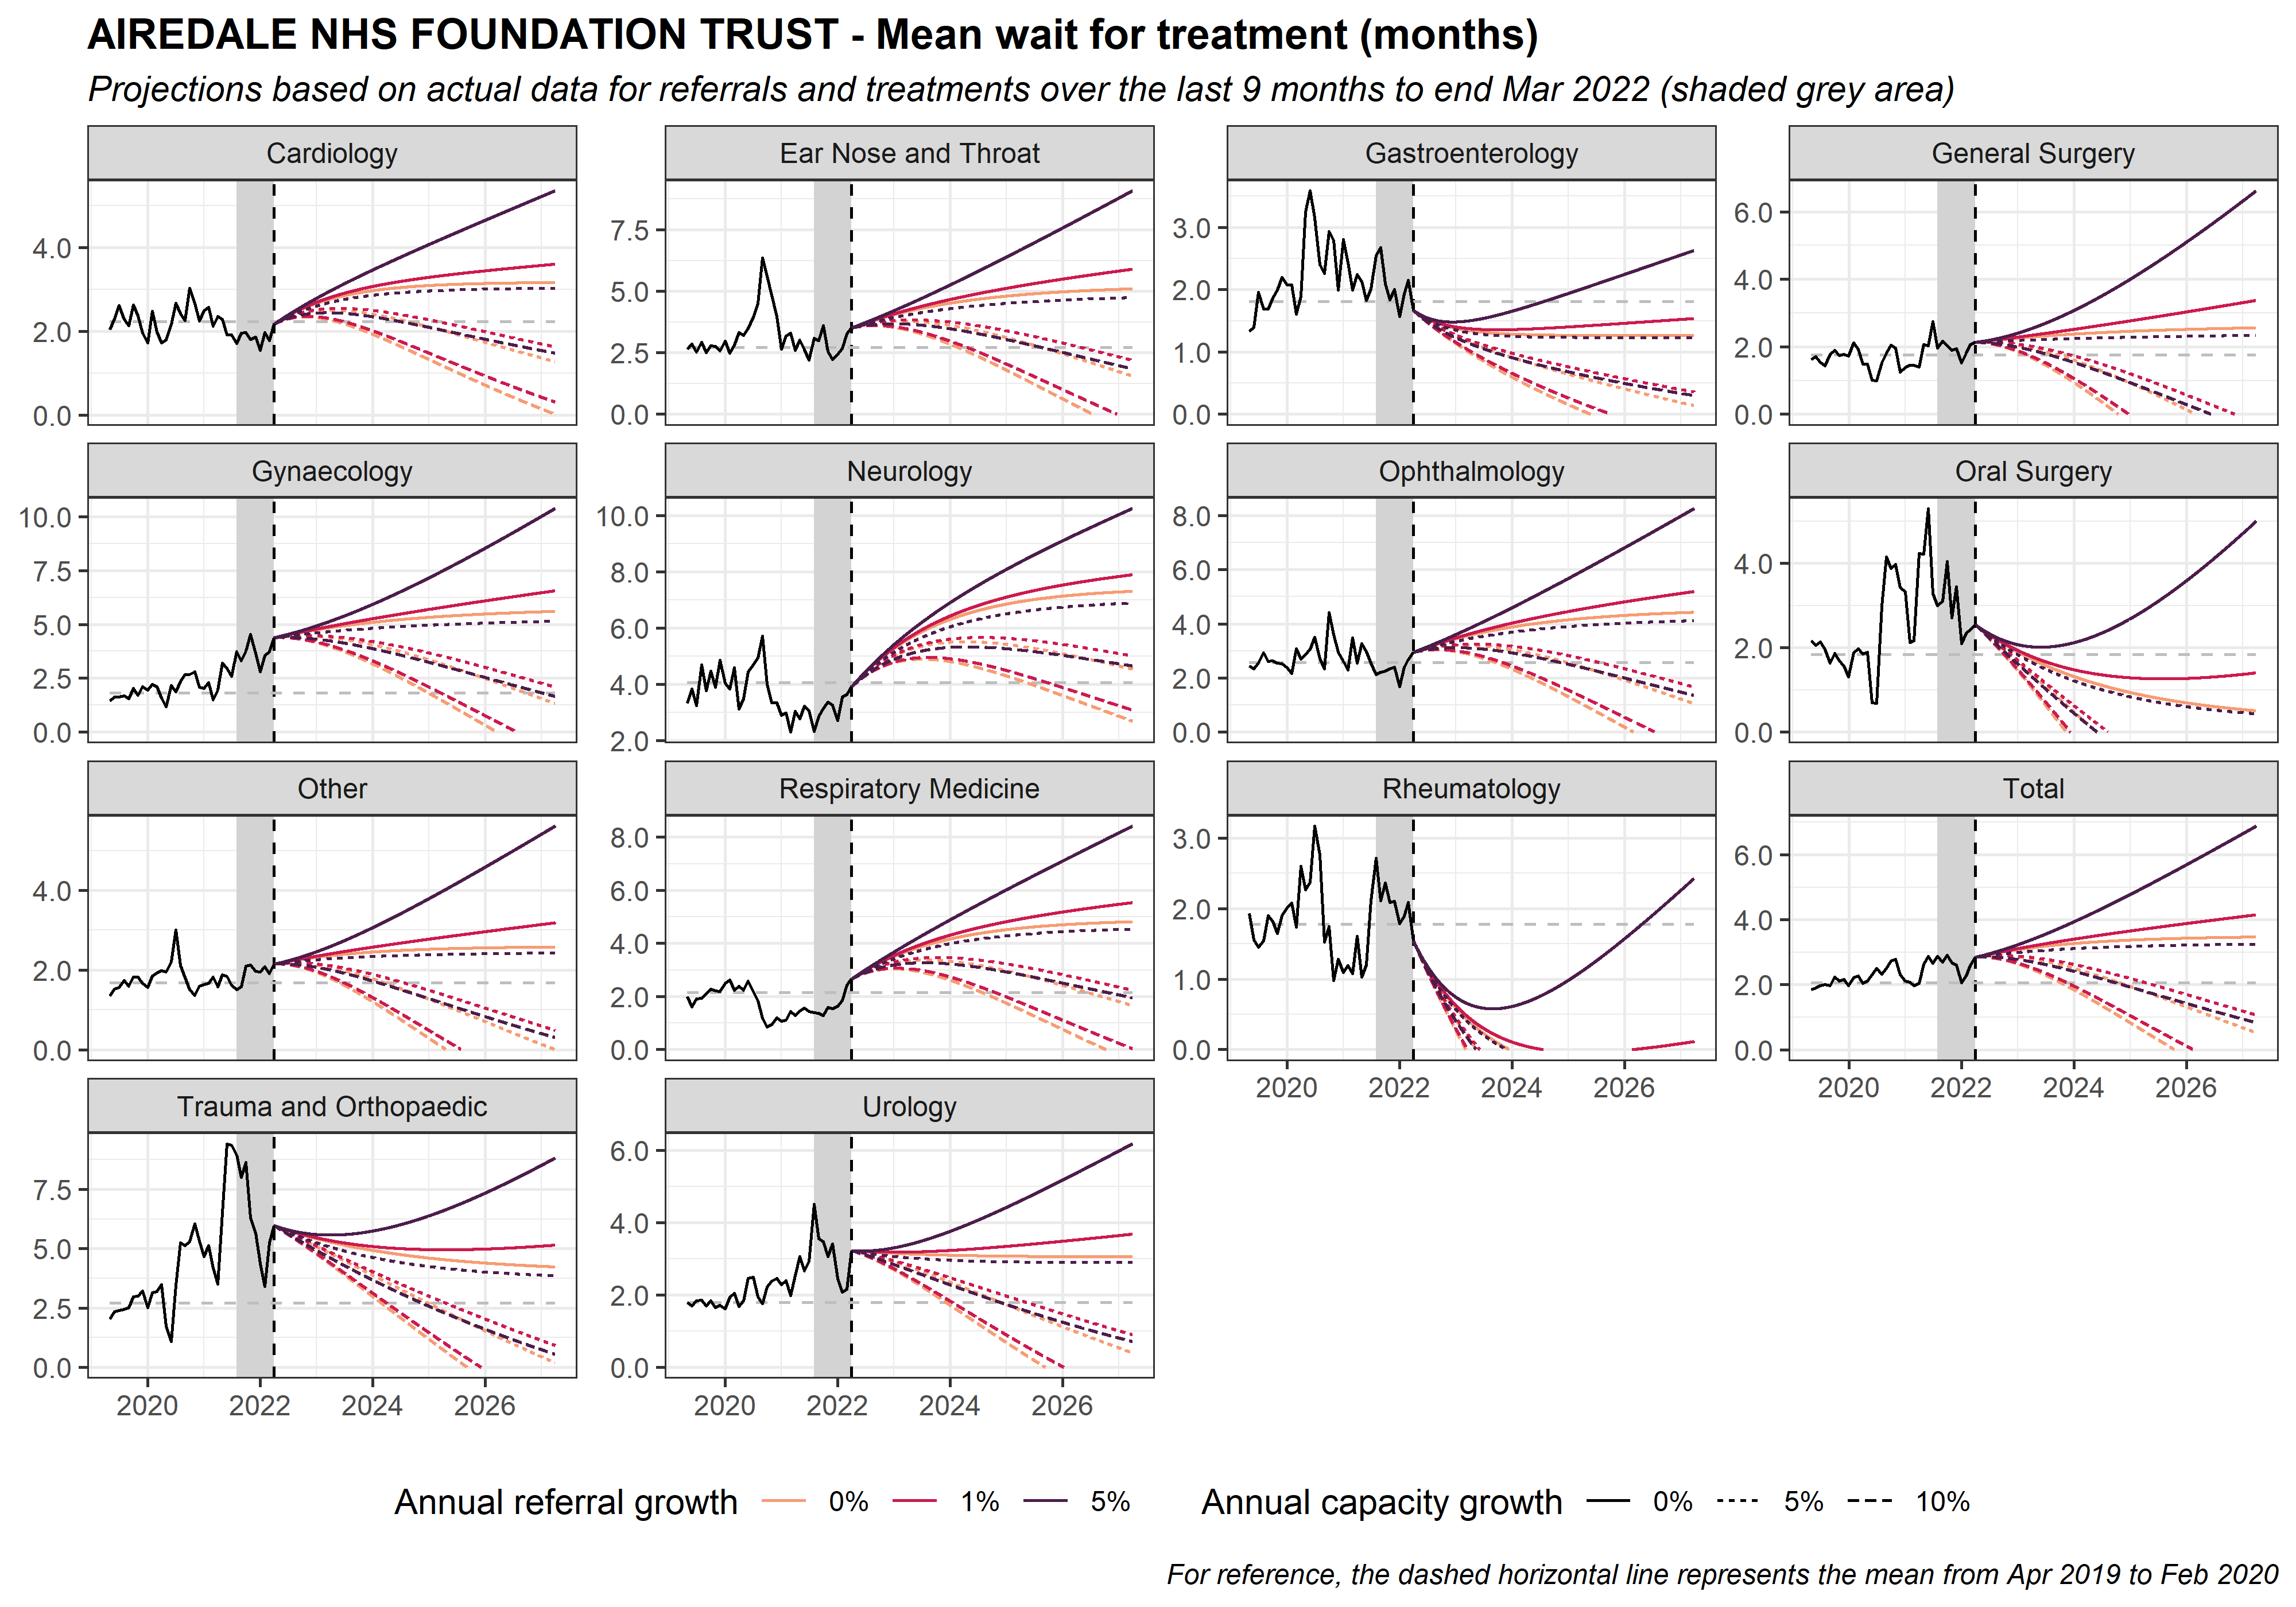 AIREDALE NHS FOUNDATION TRUST - Mean wait for treatment (months)
Projections based on actual data for referrals and treatments over the last 9 months to end Mar 2022 (shaded grey area)
Cardiology
Ear Nose and Throat
Gastroenterology
General Surgery
4.0
2.0
0.0
7.5
5.0
2.5
0.0
3.0
2.0
1.0
0.0
6.0
4.0
2.0
0.0
Gynaecology
Neurology
Ophthalmology
Oral Surgery
10.0
7.5
5.0
2.5
0.0
10.0
8.0
6.0
4.0
2.0
8.0
6.0
4.0
2.0
0.0
4.0
2.0
0.0
Other
Respiratory Medicine
Rheumatology
Total
4.0
2.0
0.0
8.0
6.0
4.0
2.0
0.0
3.0
2.0
1.0
0.0
6.0
4.0
2.0
0.0
2020 2022 2024 2026
2020 2022 2024 2026
Trauma and Orthopaedic
Urology
7.5
5.0
2.5
0.0
6.0
4.0
2.0
0.0
2020 2022 2024 2026
2020 2022 2024 2026
Annual referral growth 0% 1% 5%
Annual capacity growth 0% 5% 10%
For reference, the dashed horizontal line represents the mean from Apr 2019 to Feb 2020